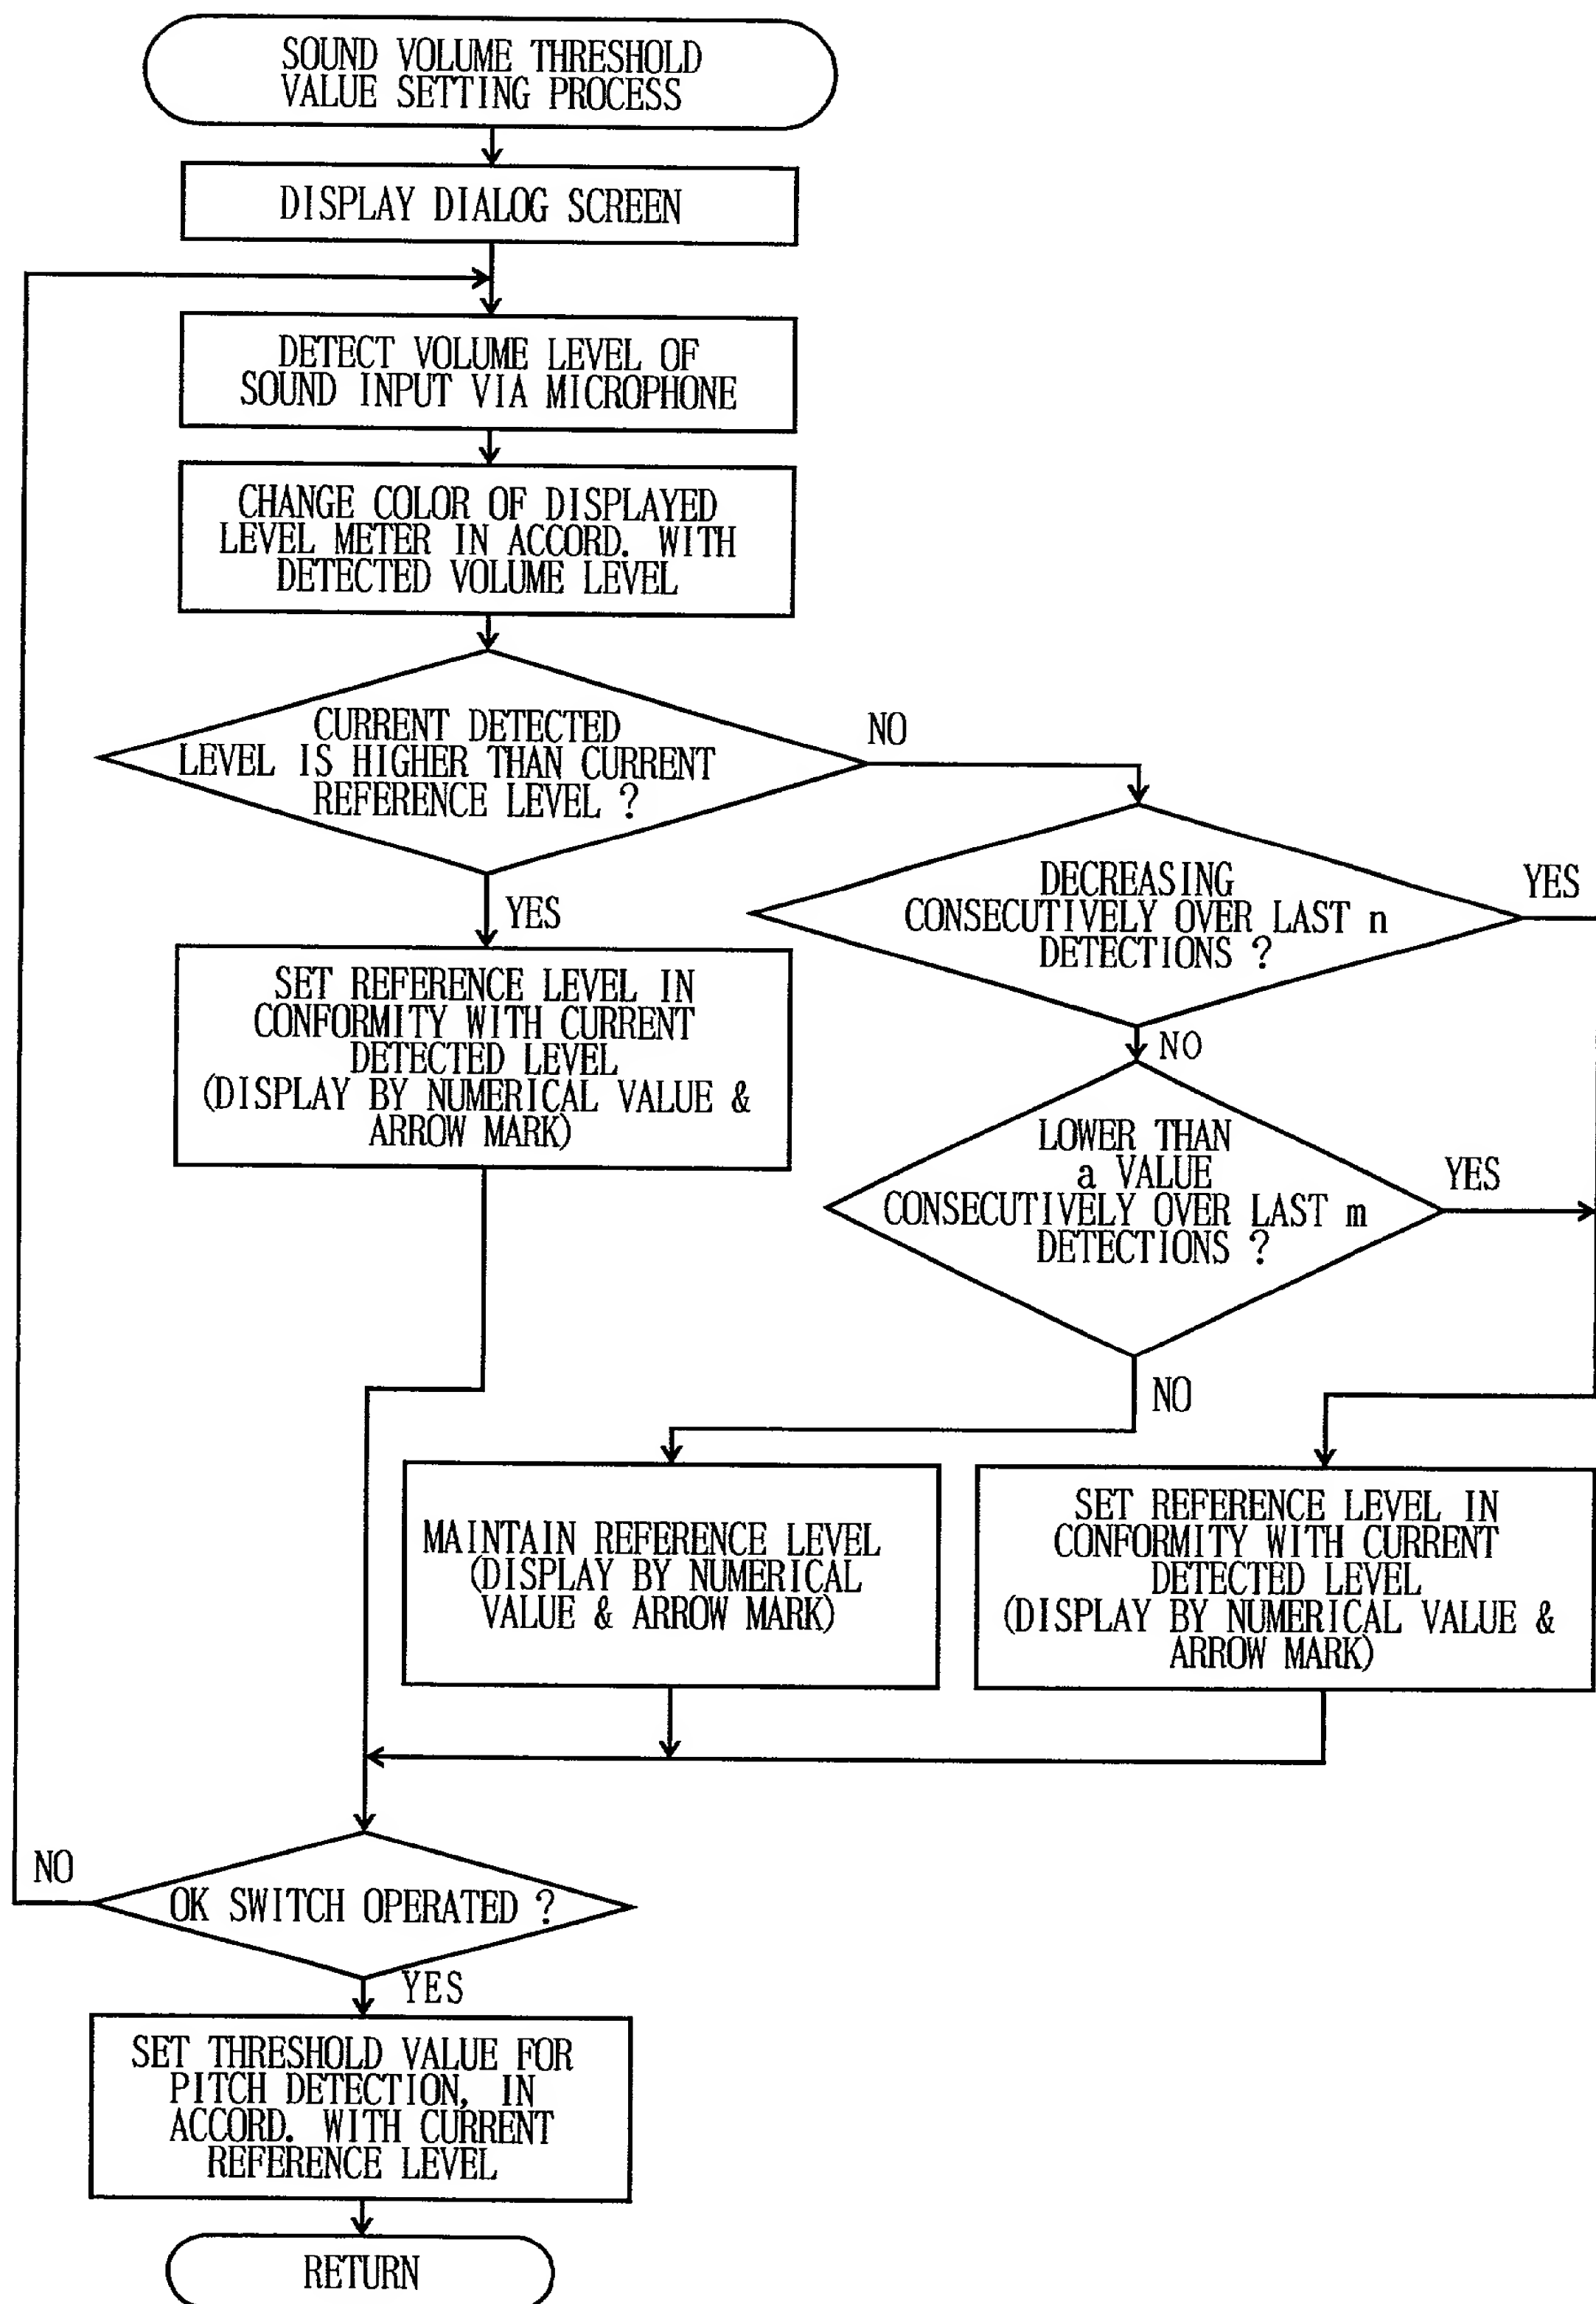 SOUND VOLUME THRESHOLD
VALUE SETTING PROCESS
DISPLAY DIALOG SCREEN
DETECT VOLUME LEVEL OF
SOUND INPUT VIA MICROPHONE
CHANGE COLOR OF DISPLAYED
LEVEL METER IN ACCORD. WITH
DETECTED VOLUME LEVEL
CURRENT DETECTED
LEVEL IS HIGHER THAN CURRENT
REFERENCE LEVEL ?
NO
YES
DECREASING
CONSECUTIVELY OVER LAST n
DETECTIONS ?
YES
NO
SET REFERENCE LEVEL IN
CONFORMITY WITH CURRENT
DETECTED LEVEL
(DISPLAY BY NUMERICAL VALUE &
ARROW MARK)
LOWER THAN
a VALUE
CONSECUTIVELY OVER LAST m
DETECTIONS ?
YES
NO
MAINTAIN REFERENCE LEVEL
(DISPLAY BY NUMERICAL
VALUE & ARROW MARK)
SET REFERENCE LEVEL IN
CONFORMITY WITH CURRENT
DETECTED LEVEL
(DISPLAY BY NUMERICAL VALUE &
ARROW MARK)
NO
OK SWITCH OPERATED ?
YES
SET THRESHOLD VALUE FOR
PITCH DETECTION, IN
ACCORD. WITH CURRENT
REFERENCE LEVEL
RETURN